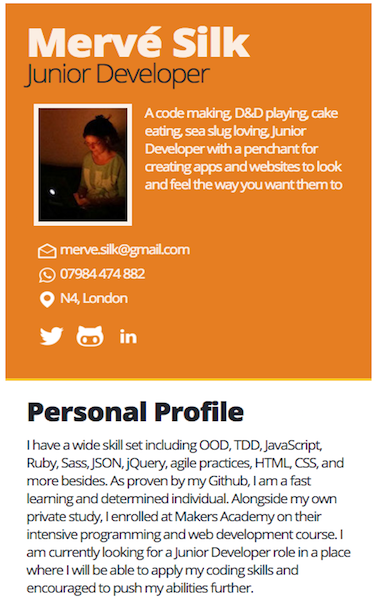 Mervé Silk
Junior Developer
A code making, D&D playing, cake
eating, sea slug loving, Junior
Developer with a penchant for
creating apps and websites to look
and feel the way you want them to
merve.silk@gmail.com
07984 474 882
N4, London
in
Personal Profile
I have a wide skill set including OOD, TDD, JavaScript,
Ruby, Sass, JSON, jQuery, agile practices, HTML, CSS, and
more besides. As proven by my Github, I am a fast
learning and determined individual. Alongside my own
private study, I enrolled at Makers Academy on their
intensive programming and web development course. I
am currently looking for a Junior Developer role in a place
where I will be able to apply my coding skills and
encouraged to push my abilities further.